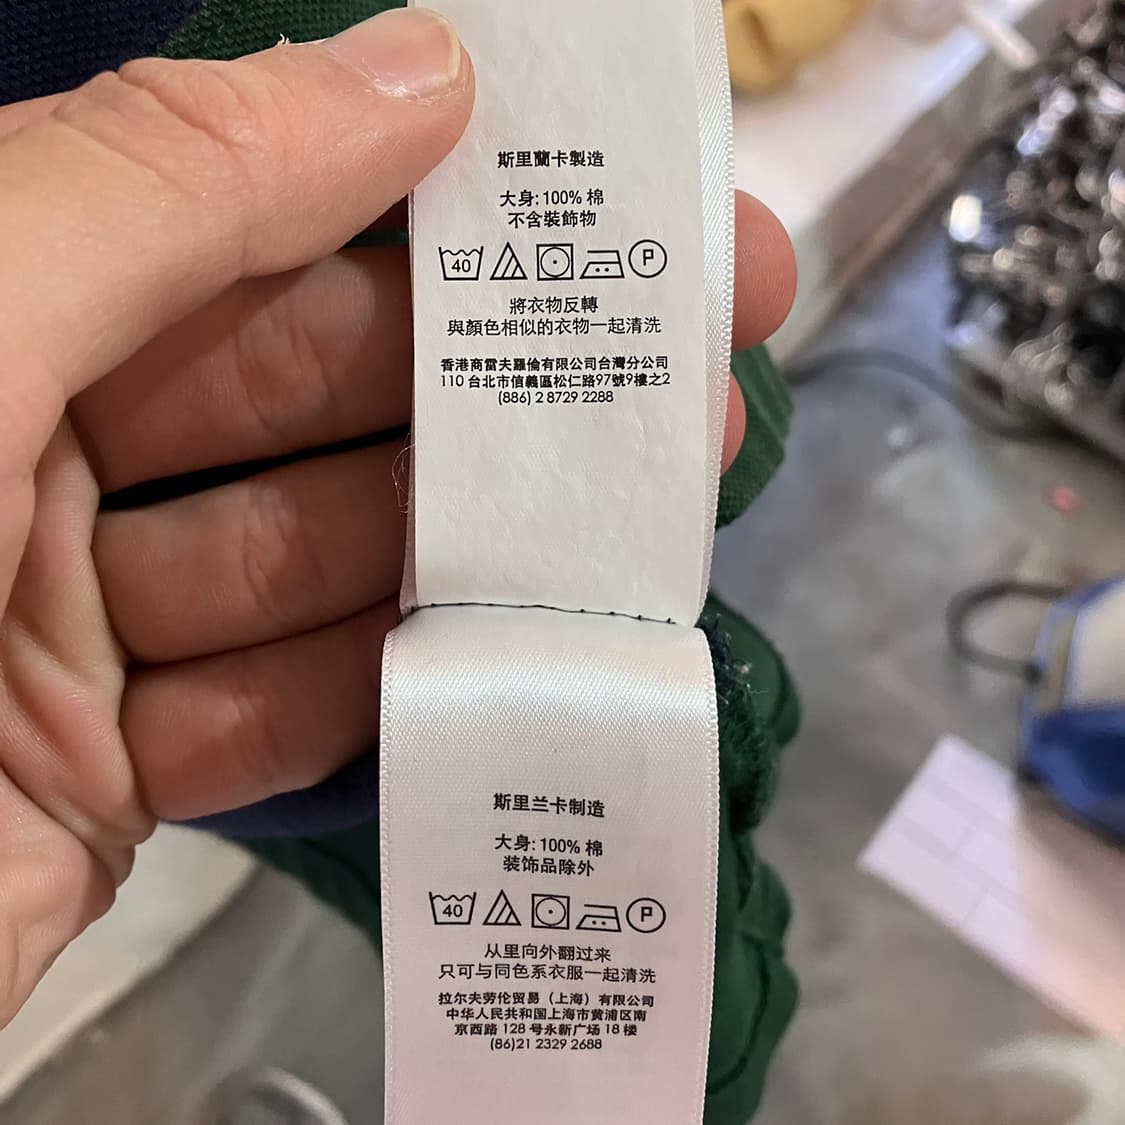 斯里蘭卡製造
大身: 100% 棉
不含裝飾物
40 P
將衣物反轉
與顏色相似的衣物一起清洗
香港商雷夫羅倫有限公司台灣分公司
110 台北市信義區松仁路97號9樓之2
(886) 2 8729 2288
斯里兰卡制造
大身: 100% 棉
装饰品除外
40 P
从里向外翻过来
只可与同色系衣服一起清洗
拉尔夫劳伦贸易（上海）有限公司
中华人民共和国上海市黄浦区南
京西路 128 号永新广场 18 楼
(86)21 2329 2688